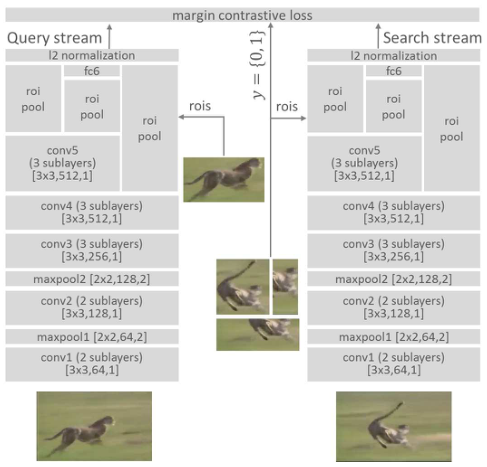 margin contrastive loss
Query stream
Search stream
y = {0,1}
l2 normalization
fc6
roi
pool
roi
pool
roi
pool
conv5
(3 sublayers)
[3x3,512,1]
conv4 (3 sublayers)
[3x3,512,1]
conv3 (3 sublayers)
[3x3,256,1]
maxpool2 [2x2,128,2]
conv2 (2 sublayers)
[3x3,128,1]
maxpool1 [2x2,64,2]
conv1 (2 sublayers)
[3x3,64,1]
rois
rois
l2 normalization
fc6
roi
pool
roi
pool
roi
pool
conv5
(3 sublayers)
[3x3,512,1]
conv4 (3 sublayers)
[3x3,512,1]
conv3 (3 sublayers)
[3x3,256,1]
maxpool2 [2x2,128,2]
conv2 (2 sublayers)
[3x3,128,1]
maxpool1 [2x2,64,2]
conv1 (2 sublayers)
[3x3,64,1]